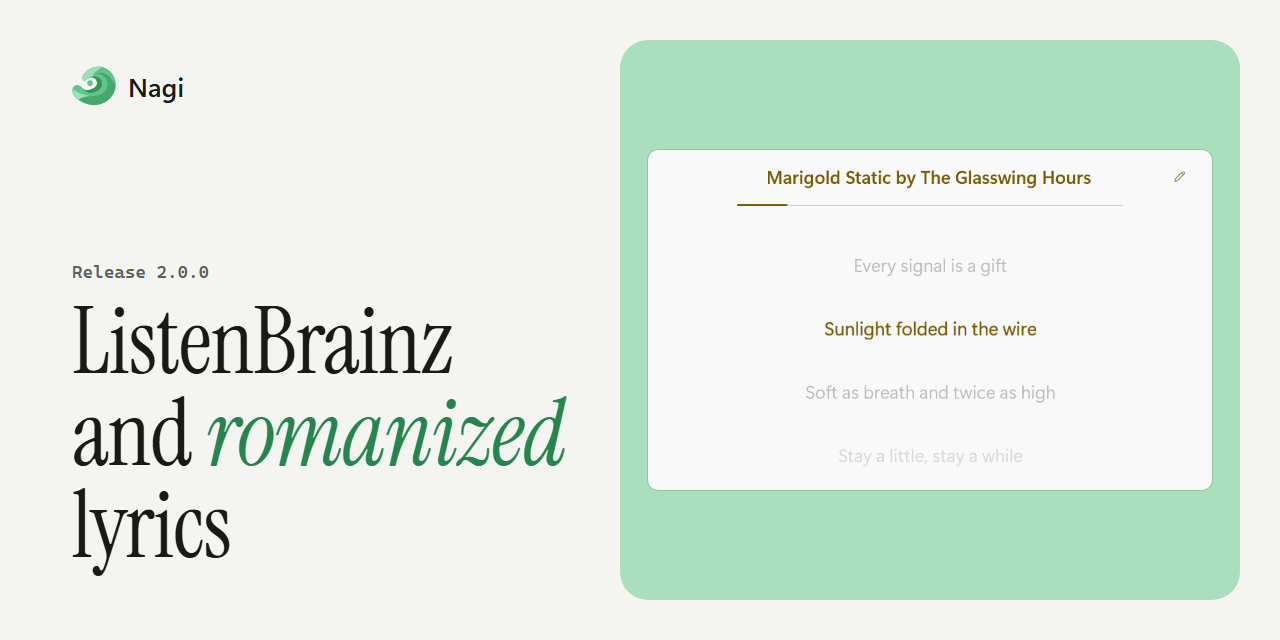 Nagi
Release 2.0.0
ListenBrainz
and romanized
lyrics
Marigold Static by The Glasswing Hours
Every signal is a gift
Sunlight folded in the wire
Soft as breath and twice as high
Stay a little, stay a while